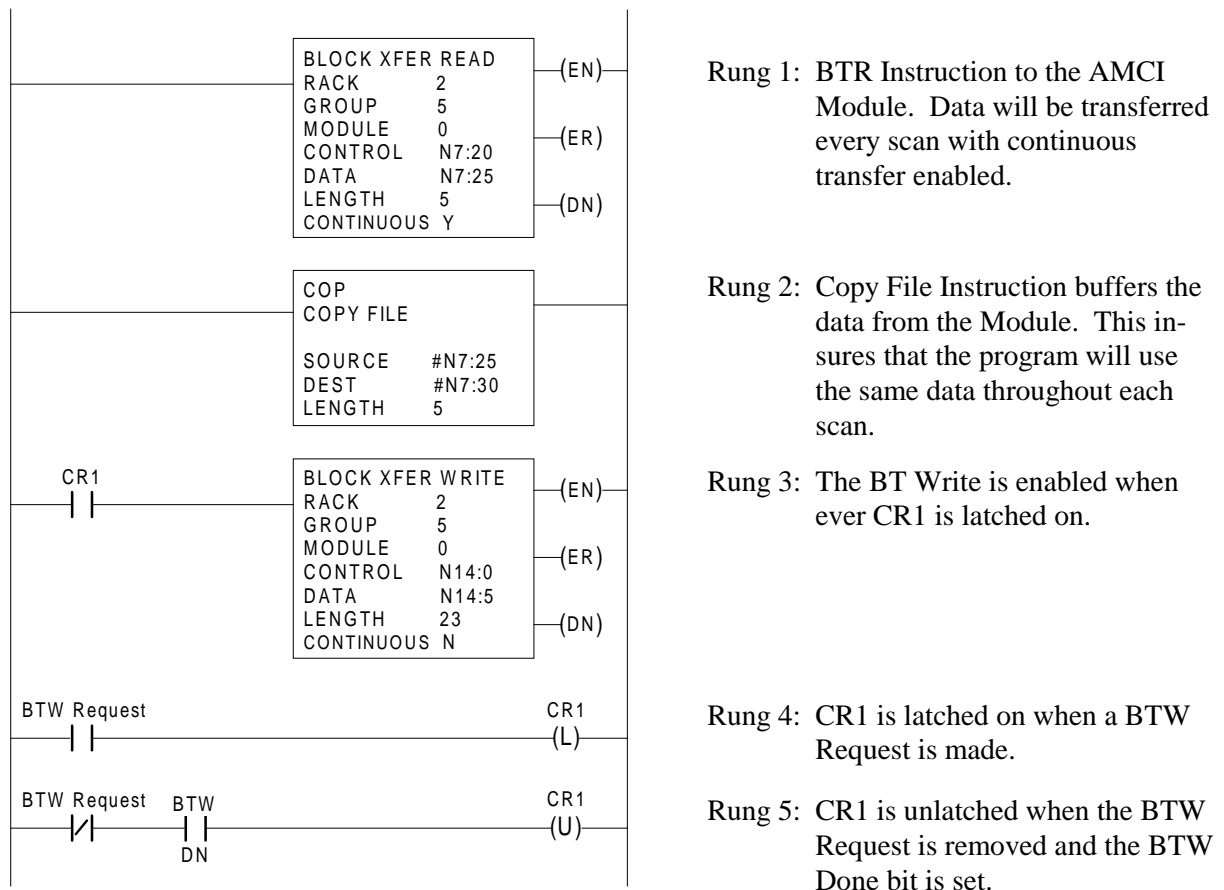 BLOCK XFER READ
RACK 2
GROUP 5
MODULE 0
CONTROL N7:20
DATA N7:25
LENGTH 5
CONTINUOUS Y
(EN)
(ER)
(DN)
Rung 1: BTR Instruction to the AMCI
Module. Data will be transferred
every scan with continuous
transfer enabled.
COP
COPY FILE
SOURCE #N7:25
DEST #N7:30
LENGTH 5
Rung 2: Copy File Instruction buffers the
data from the Module. This in-
sures that the program will use
the same data throughout each
scan.
CR1
BLOCK XFER WRITE
RACK 2
GROUP 5
MODULE 0
CONTROL N14:0
DATA N14:5
LENGTH 23
CONTINUOUS N
(EN)
(ER)
(DN)
Rung 3: The BT Write is enabled when
ever CR1 is latched on.
BTW Request
CR1
(L)
Rung 4: CR1 is latched on when a BTW
Request is made.
BTW Request
BTW
DN
CR1
(U)
Rung 5: CR1 is unlatched when the BTW
Request is removed and the BTW
Done bit is set.